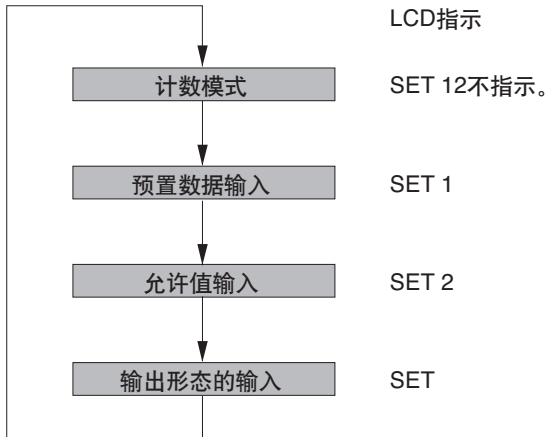 LCD指示
计数模式
SET 12不指示。
预置数据输入
SET 1
允许值输入
SET 2
输出形态的输入
SET